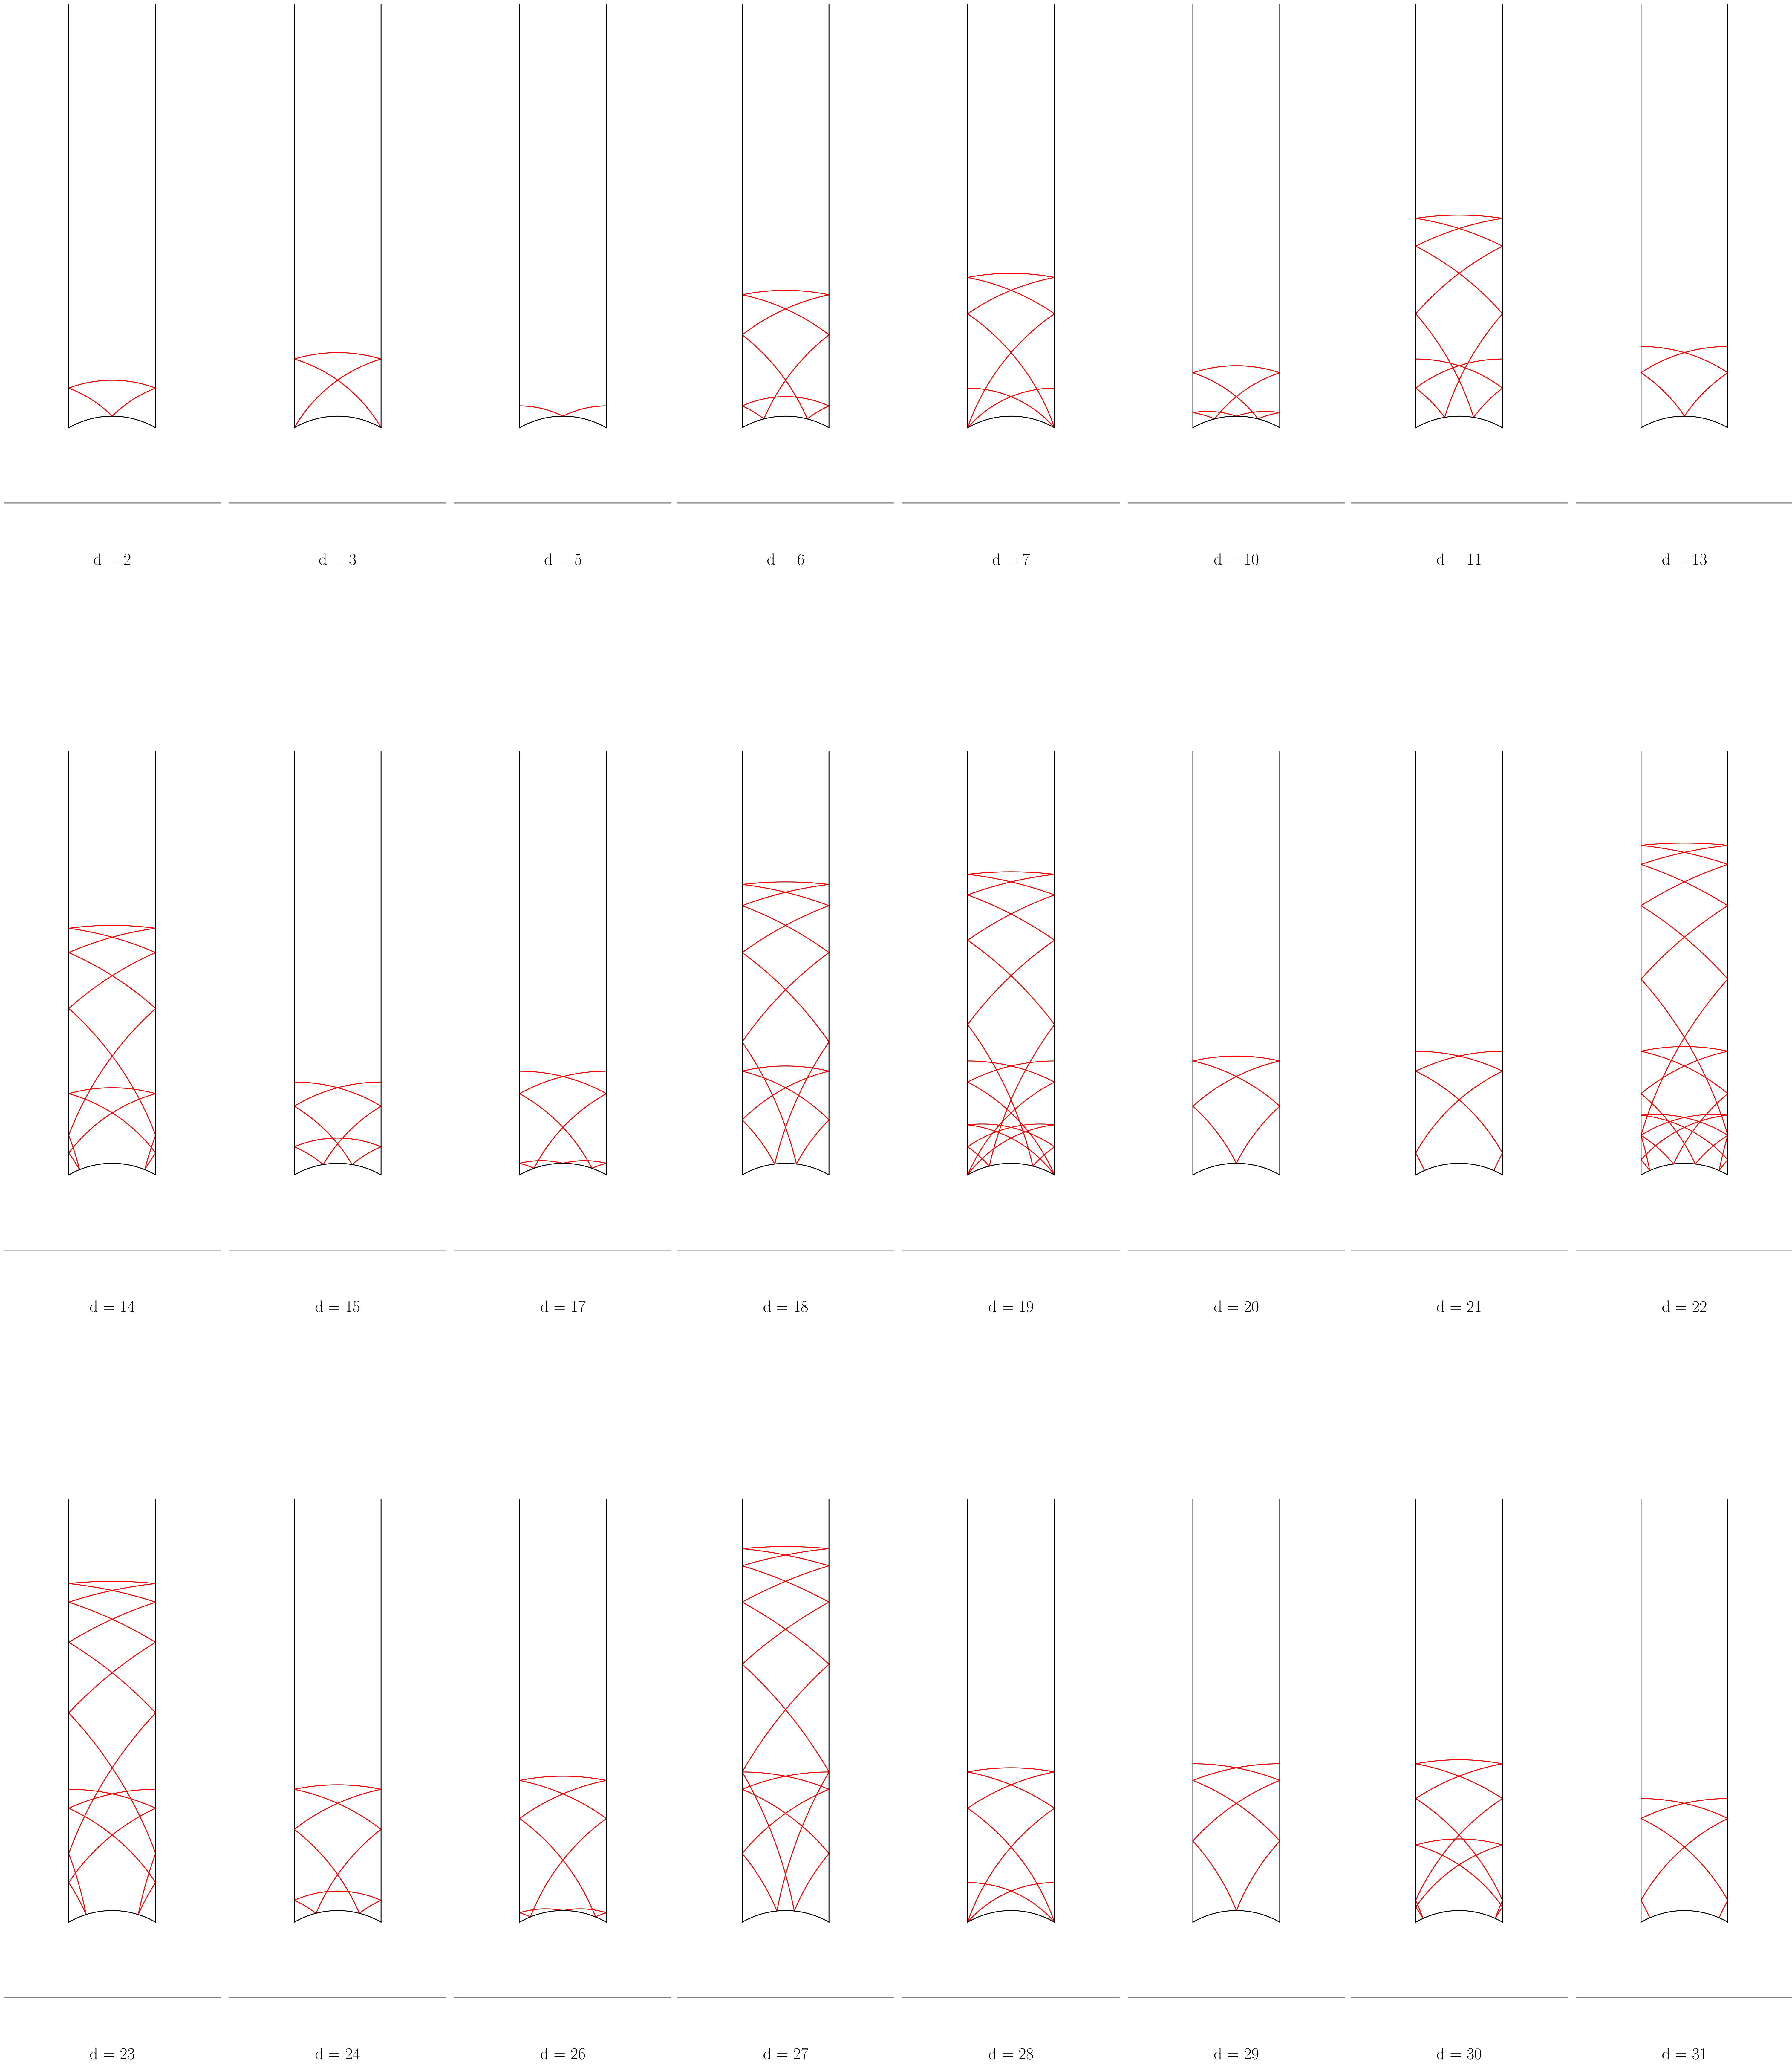 d = 2 d = 3 d = 5 d = 6 d = 7 d = 10 d = 11 d = 13
d = 14 d = 15 d = 17 d = 18 d = 19 d = 20 d = 21 d = 22
d = 23 d = 24 d = 26 d = 27 d = 28 d = 29 d = 30 d = 31